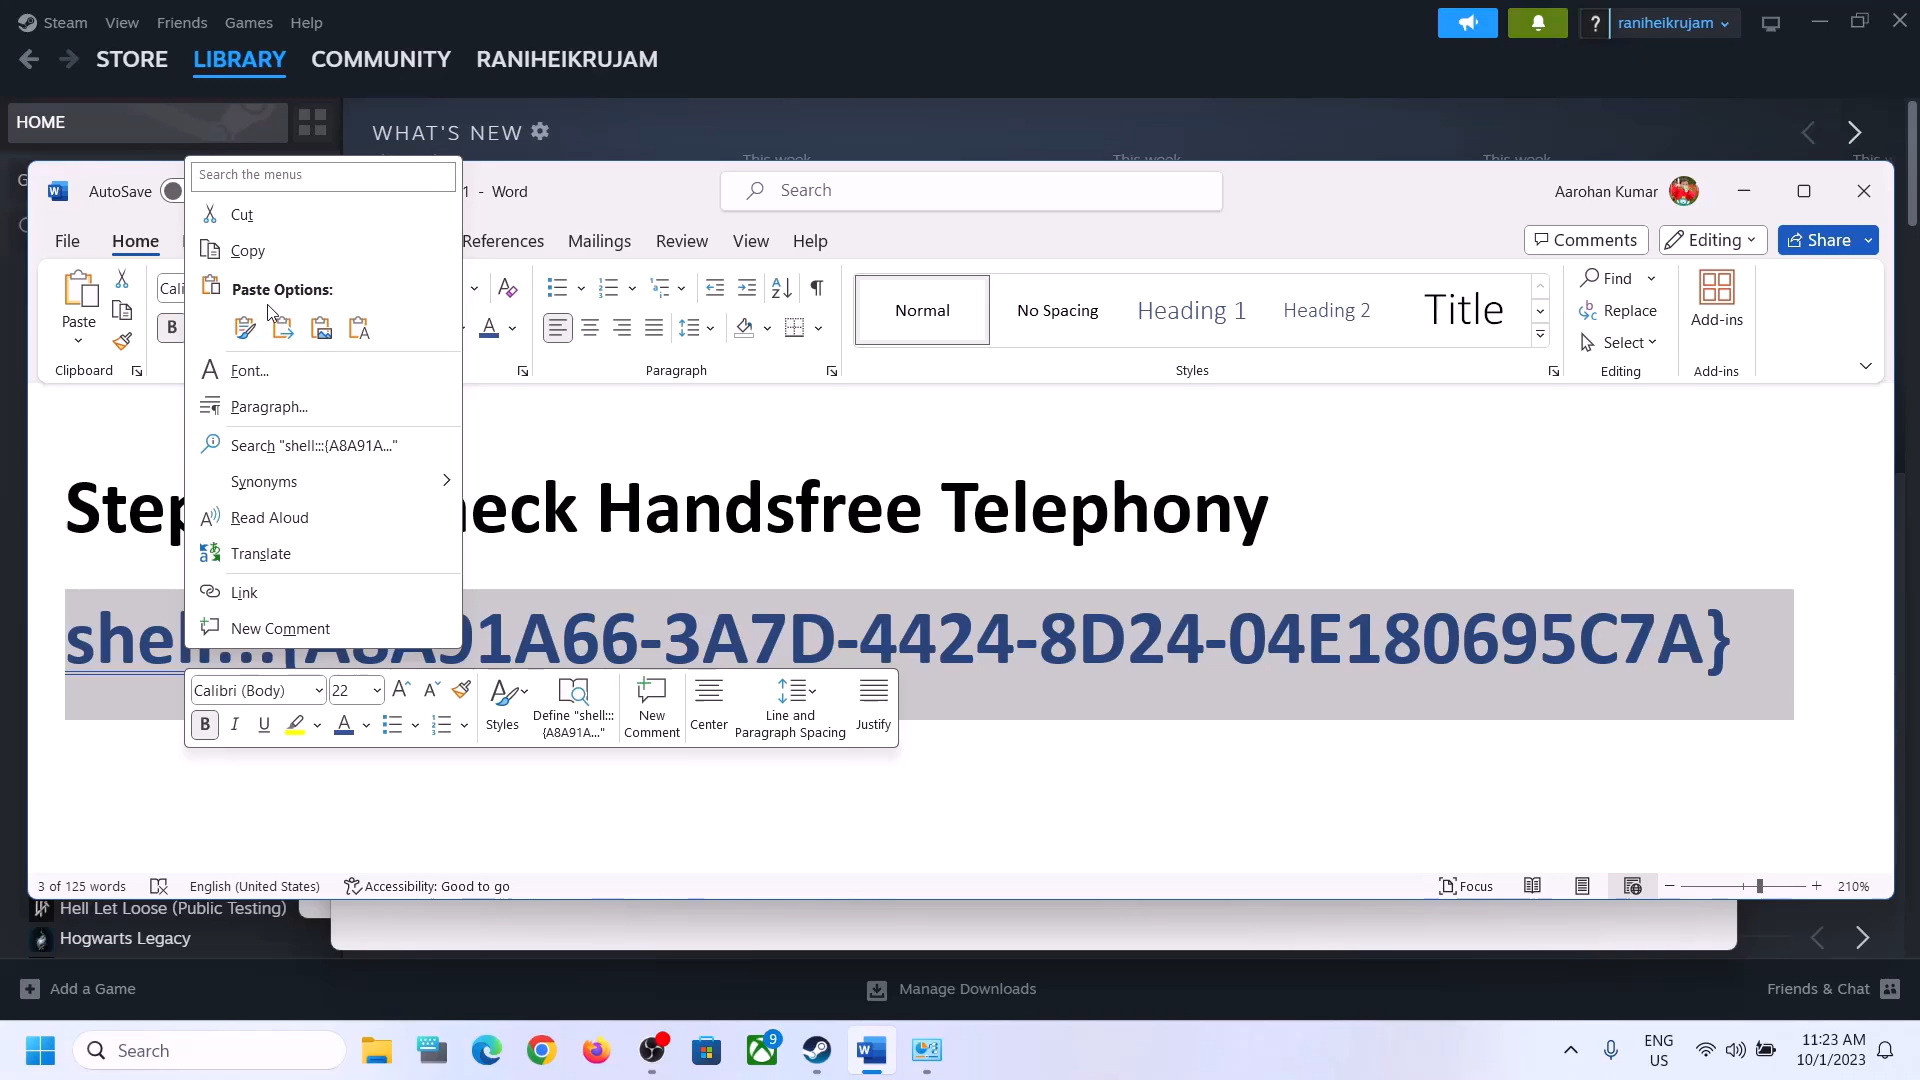 Steam View Friends Games Help
raniheikrujam
STORE LIBRARY COMMUNITY RANIHEIKRUJAM
HOME
WHAT'S NEW
This week This week This week
AutoSave
1 - Word
Search
Aarohan Kumar
File Home References Mailings Review View Help
Comments Editing Share
Paste
Clipboard
B
Paragraph
Normal
No Spacing
Heading 1
Heading 2
Title
Styles
Find
Replace
Select
Editing
Add-ins
Add-ins
Search the menus
Cut
Copy
Paste Options:
Font...
Paragraph...
Search "shell:::{A8A91A..."
Synonyms
Read Aloud
Translate
Link
New Comment
Step eck Handsfree Telephony
shell:::{A8A91A66-3A7D-4424-8D24-04E180695C7A}
Calibri (Body) 22
B I U
Styles
Define "shell:::{A8A91A..."
New Comment
Center
Line and Paragraph Spacing
Justify
3 of 125 words English (United States) Accessibility: Good to go
Focus
210%
Hell Let Loose (Public Testing)
Hogwarts Legacy
Add a Game
Manage Downloads
Friends & Chat
Search
9
ENG
US
11:23 AM
10/1/2023